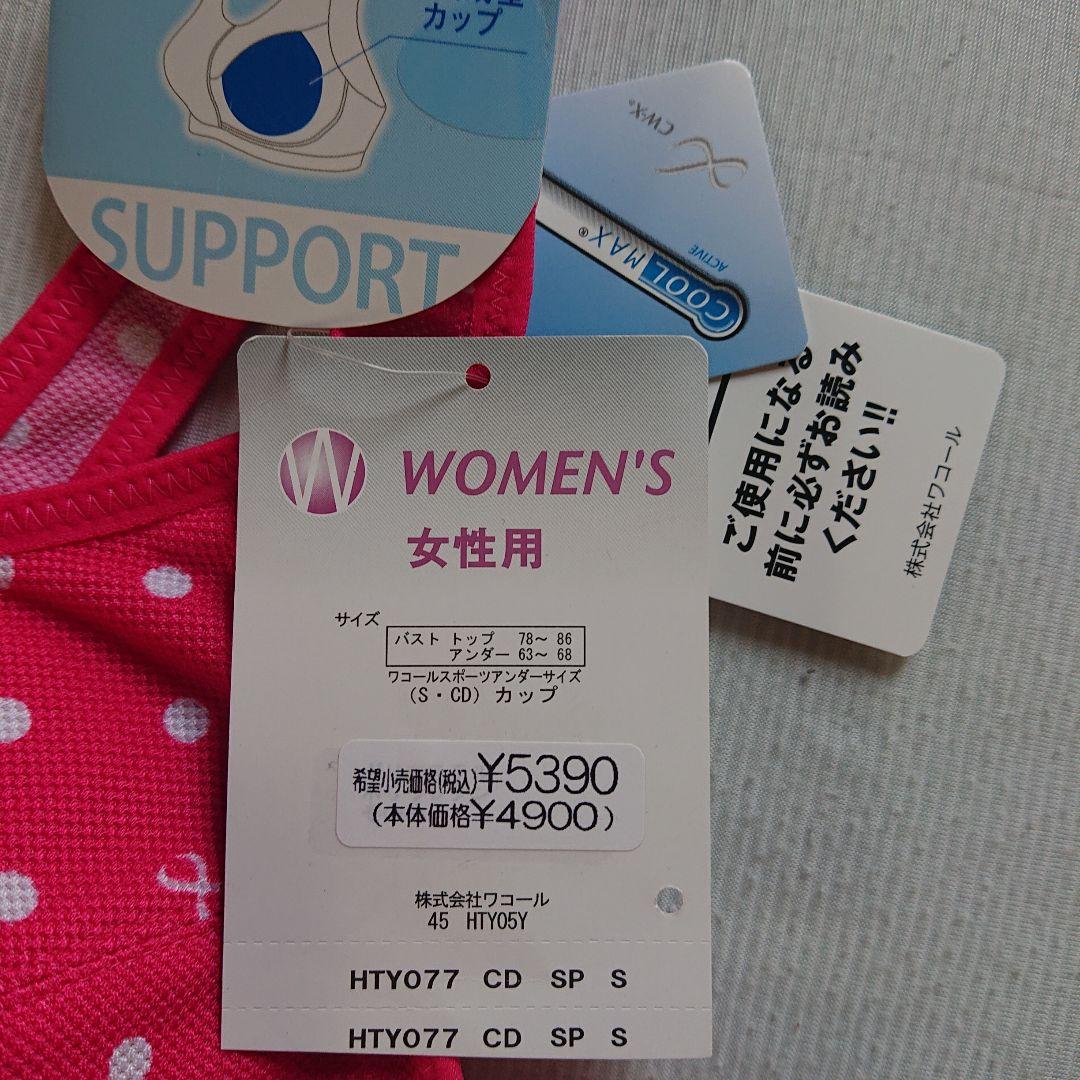 カップ
SUPPORT
CW-X®
ACTIVE
COOLMAX®
ご使用になる
前に必ずお読み
ください!!
株式会社ワコール
W WOMEN'S
女性用
サイズ
バスト トップ 78～ 86
アンダー 63～ 68
ワコールスポーツアンダーサイズ
(S・CD) カップ
希望小売価格(税込)¥5390
(本体価格¥4900)
株式会社ワコール
45 HTY05Y
HTY077 CD SP S
HTY077 CD SP S